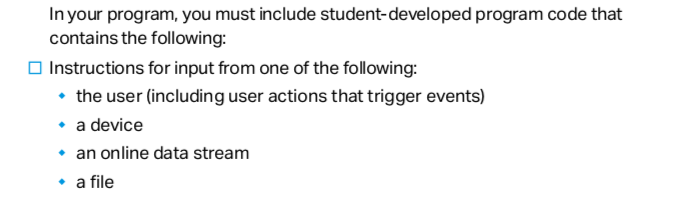 In your program, you must include student-developed program code that
contains the following:
Instructions for input from one of the following:
the user (including user actions that trigger events)
a device
an online data stream
a file